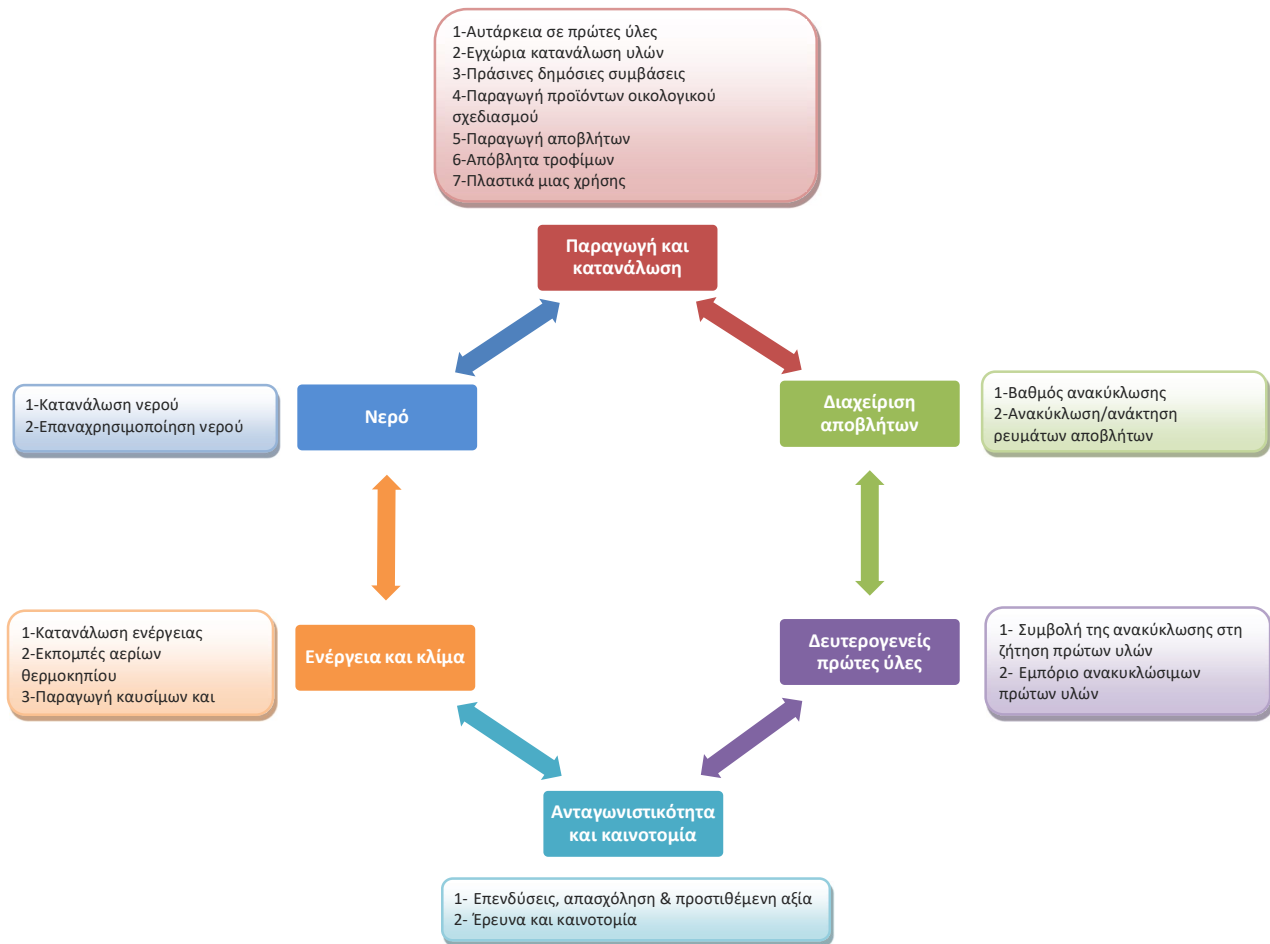 1-Αυτάρκεια σε πρώτες ύλες
2-Εγχώρια κατανάλωση υλών
3-Πράσινες δημόσιες συμβάσεις
4-Παραγωγή προϊόντων οικολογικού
σχεδιασμού
5-Παραγωγή αποβλήτων
6-Απόβλητα τροφίμων
7-Πλαστικά μιας χρήσης
Παραγωγή και
κατανάλωση
1-Κατανάλωση νερού
2-Επαναχρησιμοποίηση νερού
Νερό
Διαχείριση
αποβλήτων
1-Βαθμός ανακύκλωσης
2-Ανακύκλωση/ανάκτηση
ρευμάτων αποβλήτων
1-Κατανάλωση ενέργειας
2-Εκπομπές αερίων
θερμοκηπίου
3-Παραγωγή καυσίμων και
Ενέργεια και κλίμα
Δευτερογενείς
πρώτες ύλες
1- Συμβολή της ανακύκλωσης στη
ζήτηση πρώτων υλών
2- Εμπόριο ανακυκλώσιμων
πρώτων υλών
Ανταγωνιστικότητα
και καινοτομία
1- Επενδύσεις, απασχόληση & προστιθέμενη αξία
2- Έρευνα και καινοτομία